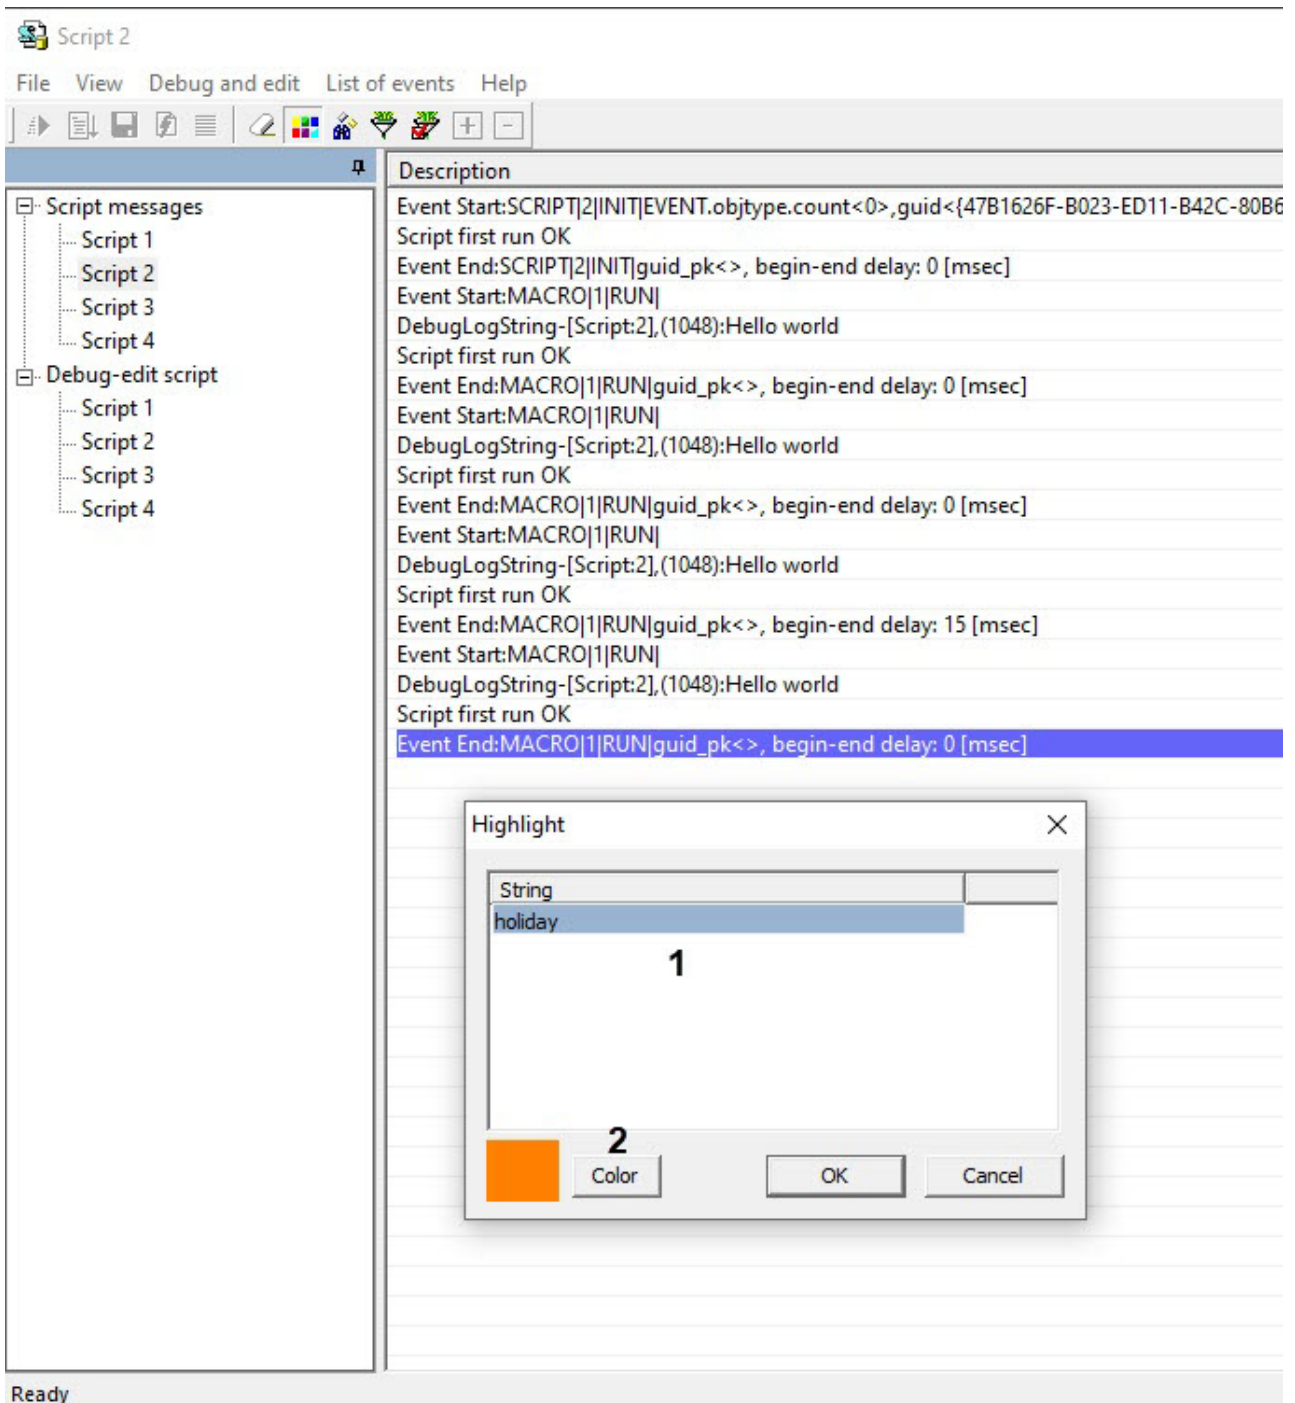 Script 2
File View Debug and edit List of events Help
Description
Script messages
Script 1
Script 2
Script 3
Script 4
Debug-edit script
Script 1
Script 2
Script 3
Script 4
Event Start:SCRIPT|2|INIT|EVENT.objtype.count<0>,guid<{47B1626F-B023-ED11-B42C-80B6
Script first run OK
Event End:SCRIPT|2|INIT|guid_pk<>, begin-end delay: 0 [msec]
Event Start:MACRO|1|RUN|
DebugLogString-[Script:2],(1048):Hello world
Script first run OK
Event End:MACRO|1|RUN|guid_pk<>, begin-end delay: 0 [msec]
Event Start:MACRO|1|RUN|
DebugLogString-[Script:2],(1048):Hello world
Script first run OK
Event End:MACRO|1|RUN|guid_pk<>, begin-end delay: 0 [msec]
Event Start:MACRO|1|RUN|
DebugLogString-[Script:2],(1048):Hello world
Script first run OK
Event End:MACRO|1|RUN|guid_pk<>, begin-end delay: 15 [msec]
Event Start:MACRO|1|RUN|
DebugLogString-[Script:2],(1048):Hello world
Script first run OK
Event End:MACRO|1|RUN|guid_pk<>, begin-end delay: 0 [msec]
Highlight
String
holiday
1
2
Color OK Cancel
Ready